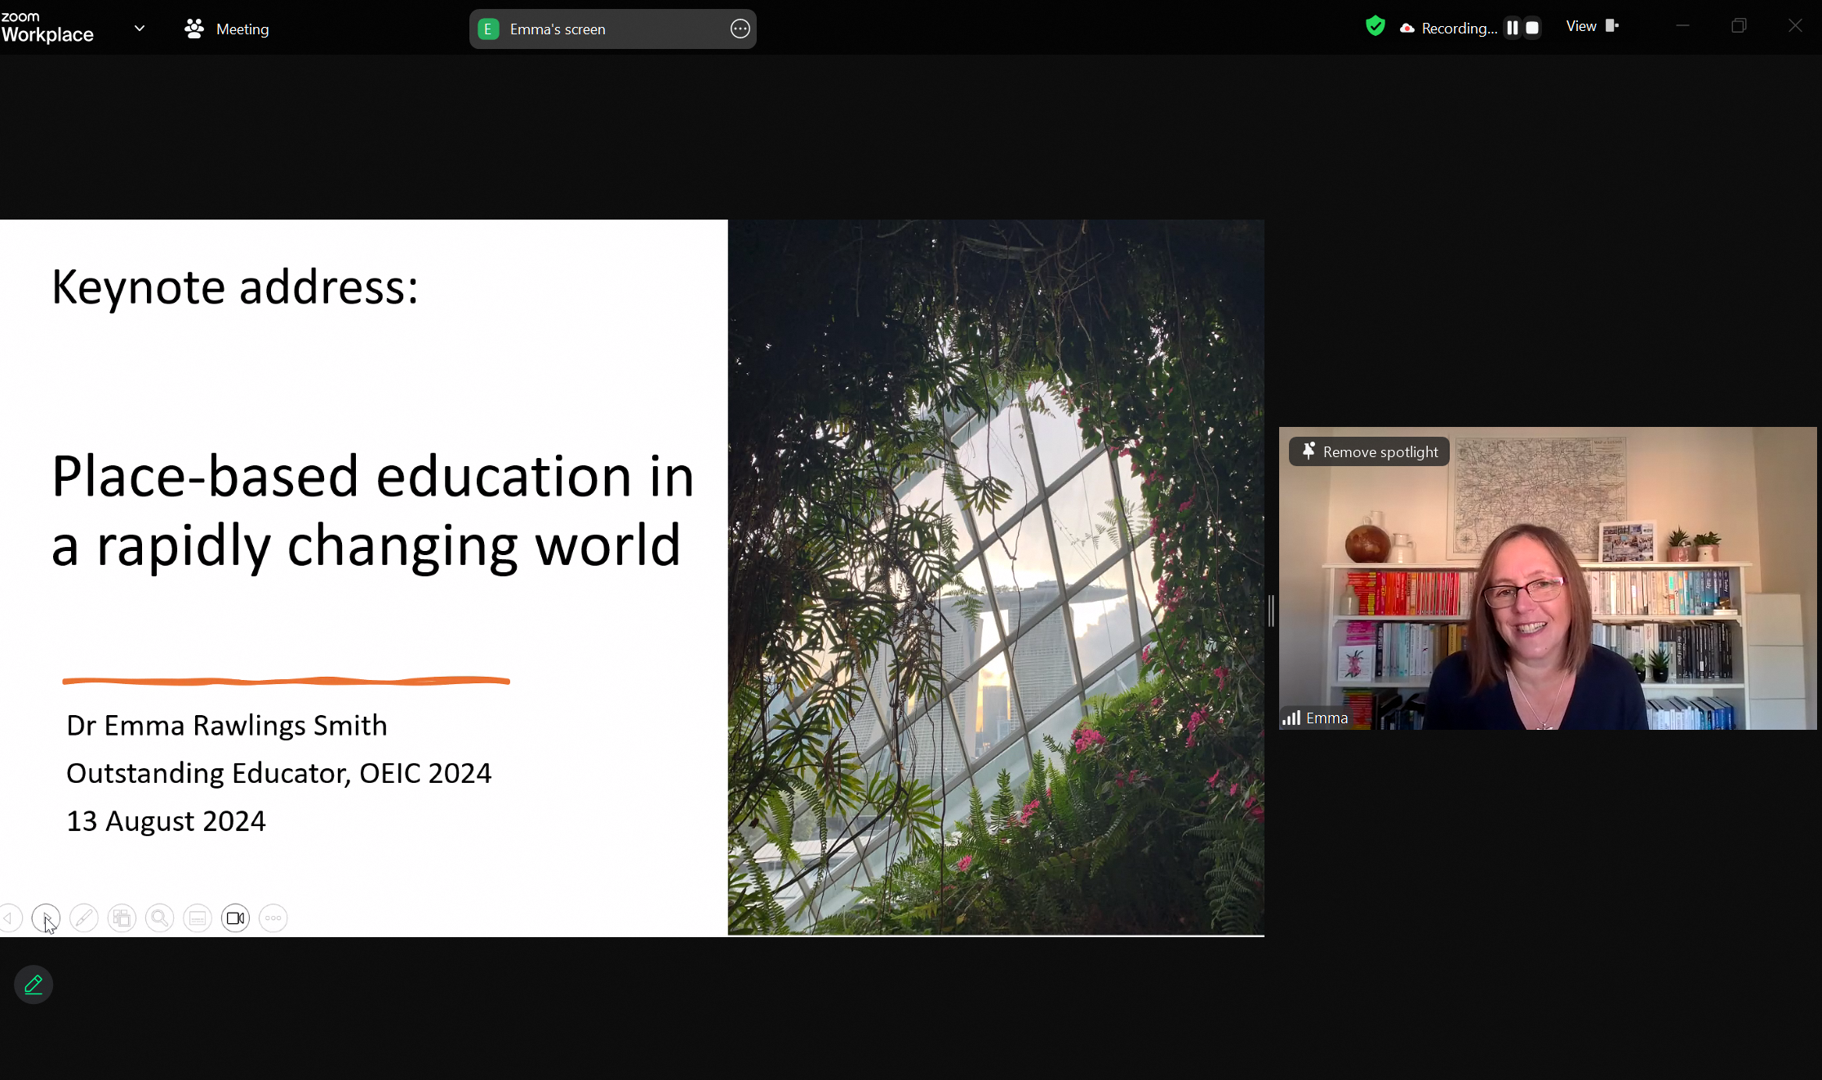 zoom
Workplace
Meeting
E
Emma's screen
Recording...
View
Keynote address:
Place-based education in
a rapidly changing world
Dr Emma Rawlings Smith
Outstanding Educator, OEIC 2024
13 August 2024
Remove spotlight
Emma